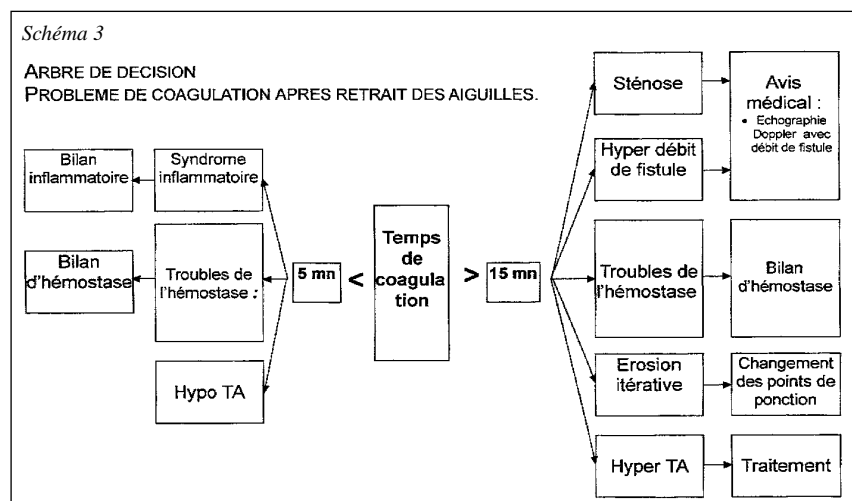 Schéma 3
ARBRE DE DECISION
PROBLEME DE COAGULATION APRES RETRAIT DES AIGUILLES.
Bilan
inflammatoire
Syndrome
inflammatoire
Bilan
d'hémostase
Troubles de
l'hémostase :
Hypo TA
5 mn
<
Temps
de
coagula
tion
>
15 mn
Sténose
Hyper débit
de fistule
Avis
médical :
• Echographie
Doppler avec
débit de fistule
Troubles de
l'hémostase
Bilan
d'hémostase
Erosion
itérative
Changement
des points de
ponction
Hyper TA
Traitement